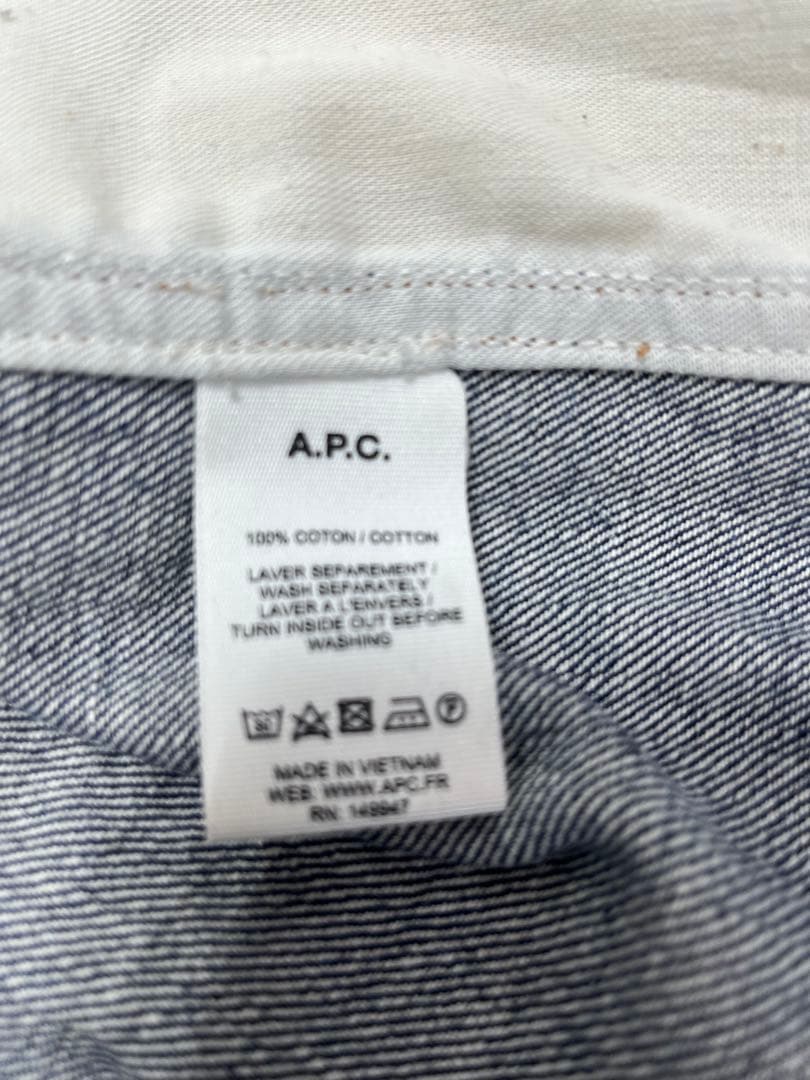 A.P.C.
100% COTON / COTTON
LAVER SEPAREMENT /
WASH SEPARATELY
LAVER A L'ENVERS /
TURN INSIDE OUT BEFORE
WASHING
MADE IN VIETNAM
WEB: WWW.APC.FR
RN: